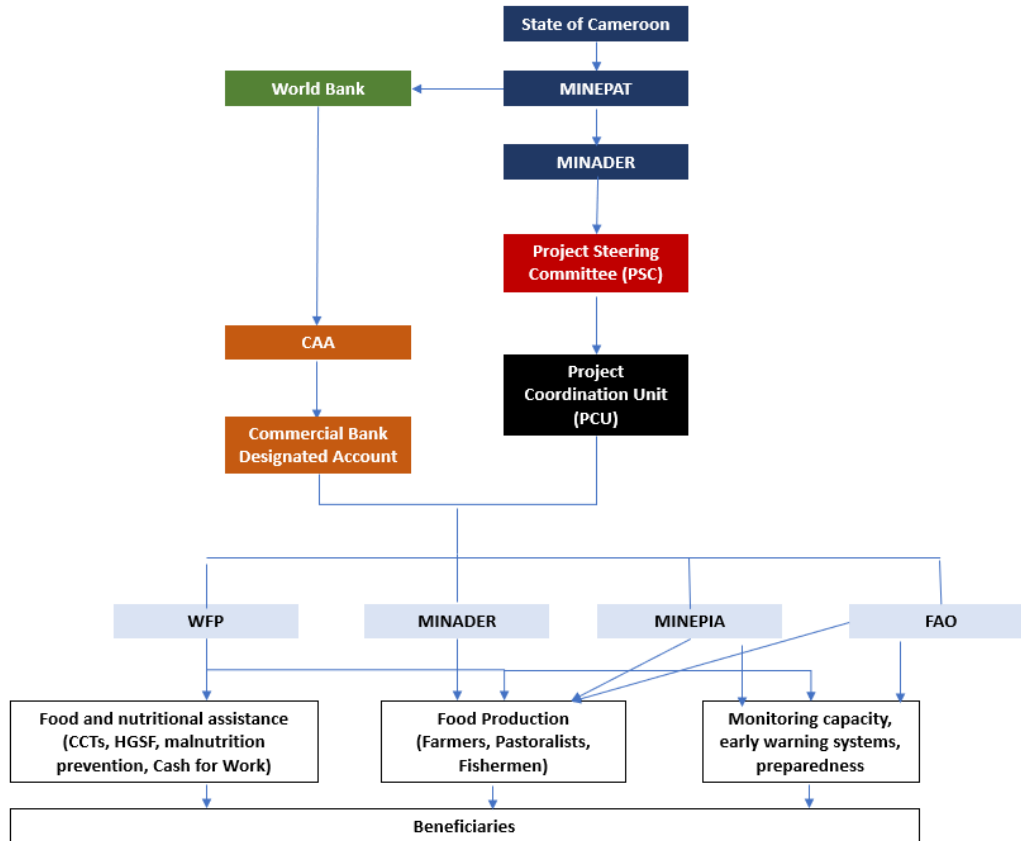 State of Cameroon
World Bank
MINEPAT
MINADER
Project Steering
Committee (PSC)
CAA
Project
Coordination Unit
(PCU)
Commercial Bank
Designated Account
WFP
MINADER
MINEPIA
FAO
Food and nutritional assistance
(CCTs, HGSF, malnutrition
prevention, Cash for Work)
Food Production
(Farmers, Pastoralists,
Fishermen)
Monitoring capacity,
early warning systems,
preparedness
Beneficiaries